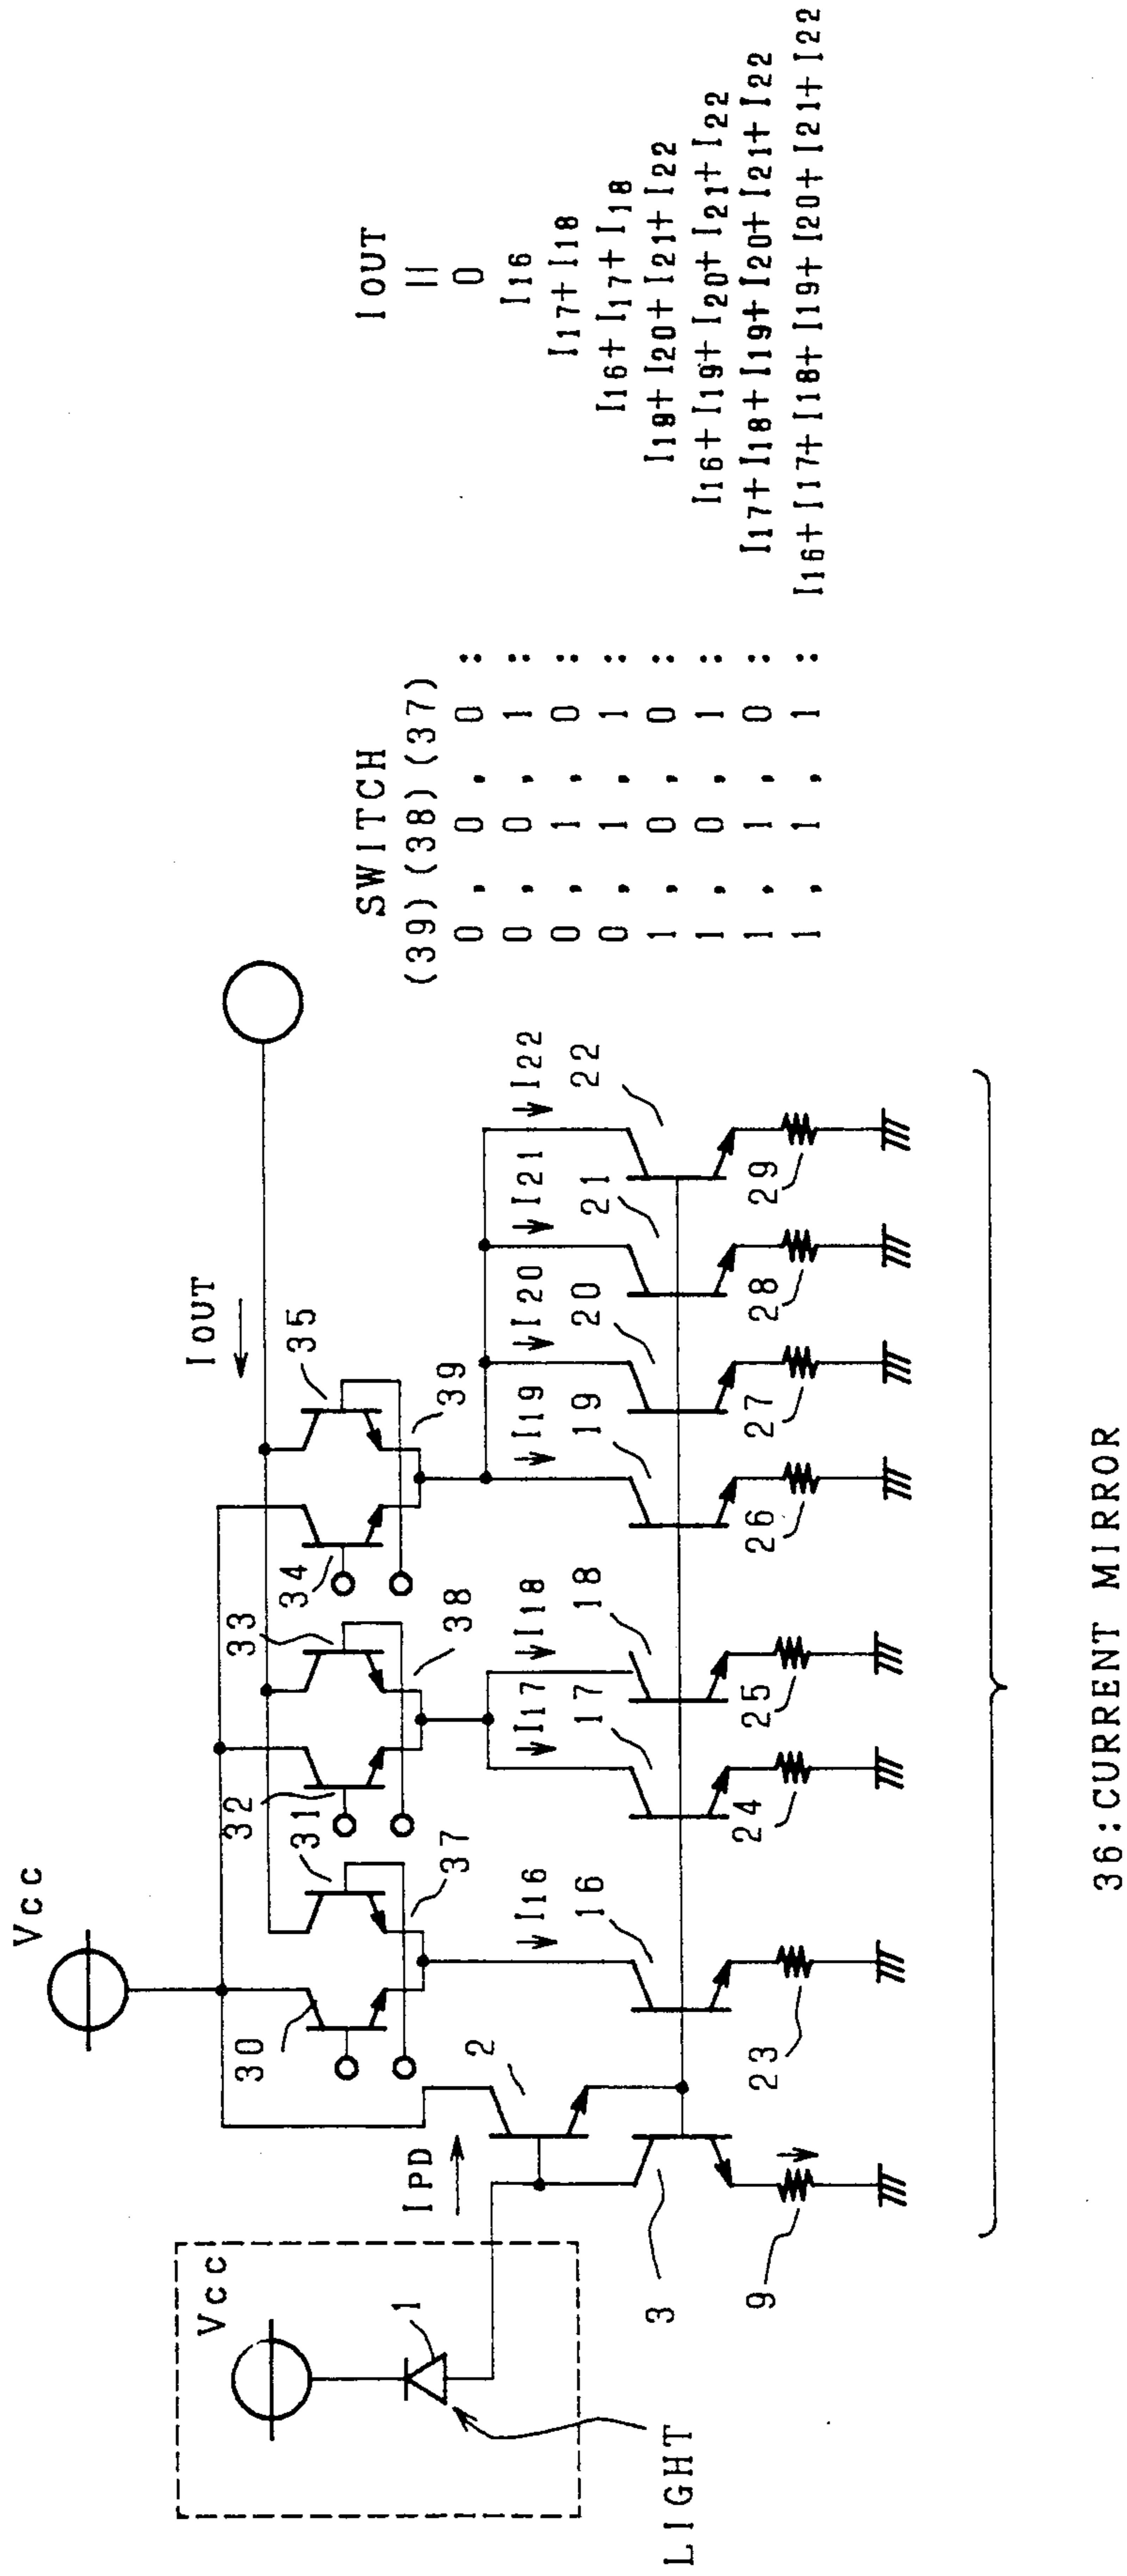 Vcc
Vcc
1
LIGHT
IPD
2
3
9
IOUT
30
31
32
33
34
35
37
38
39
I16
I17
I18
I19
I20
I21
I22
16
17
18
19
20
21
22
23
24
25
26
27
28
29
36:CURRENT MIRROR
SWITCH IOUT
(39)(38)(37) ||
0, 0, 0: 0
0, 0, 1: I16
0, 1, 0: I17+I18
0, 1, 1: I16+I17+I18
1, 0, 0: I19+I20+I21+I22
1, 0, 1: I16+I19+I20+I21+I22
1, 1, 0: I17+I18+I19+I20+I21+I22
1, 1, 1: I16+I17+I18+I19+I20+I21+I22